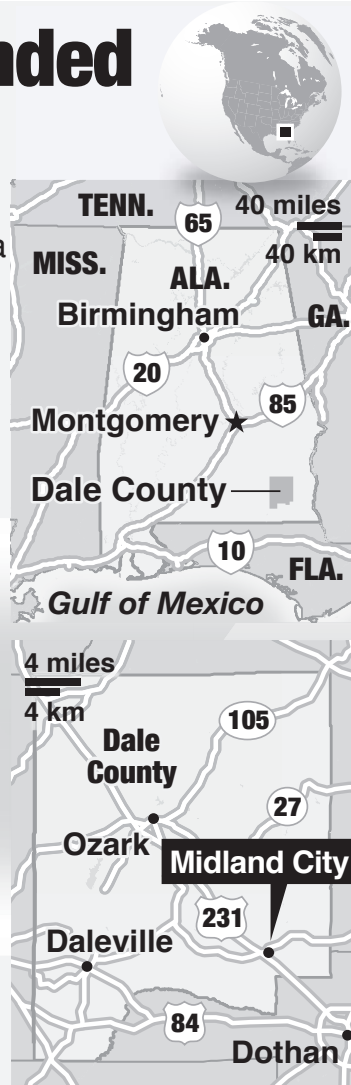 nded
TENN.
65
40 miles
40 km
a
MISS.
ALA.
Birmingham
GA.
20
85
Montgomery
Dale County
10
FLA.
Gulf of Mexico
4 miles
4 km
105
Dale
County
27
Ozark
Midland City
231
Daleville
84
Dothan